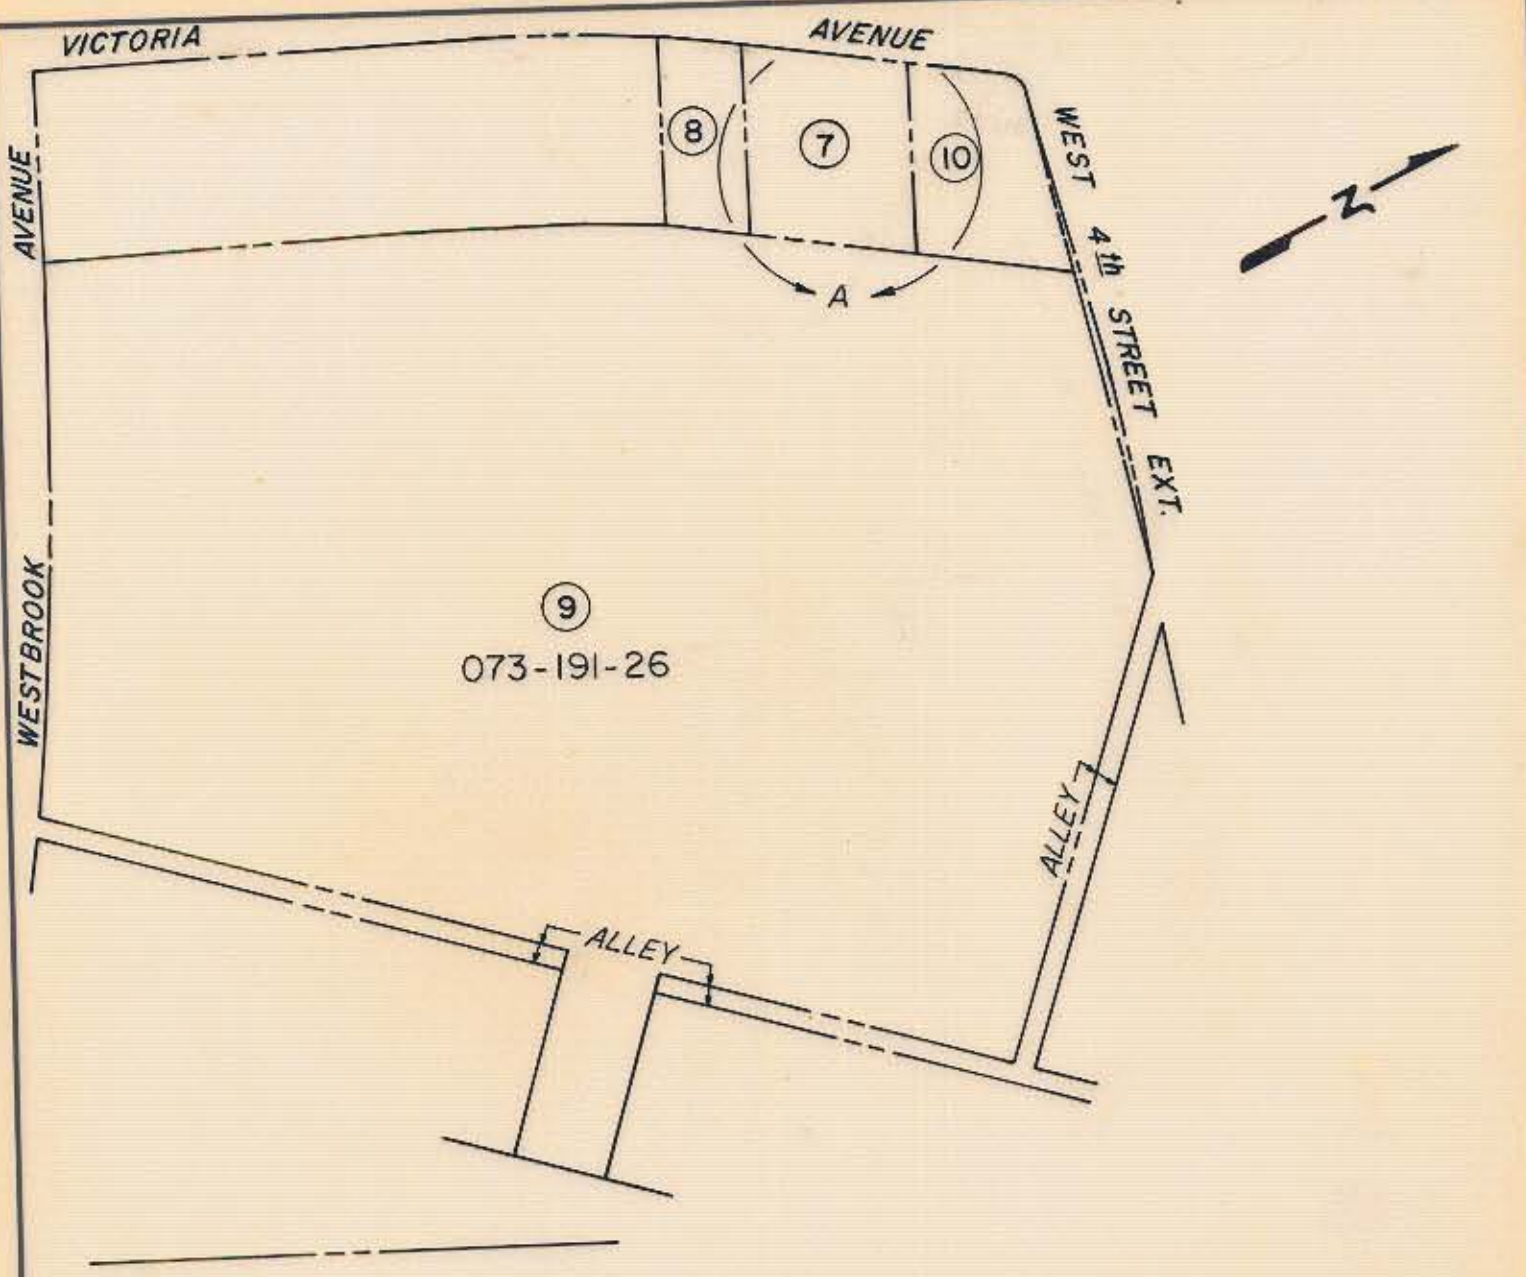 VICTORIA AVENUE
8
7
10
WESTBROOK AVENUE
WEST 4th STREET EXT.
N
A
9
073-191-26
ALLEY
ALLEY